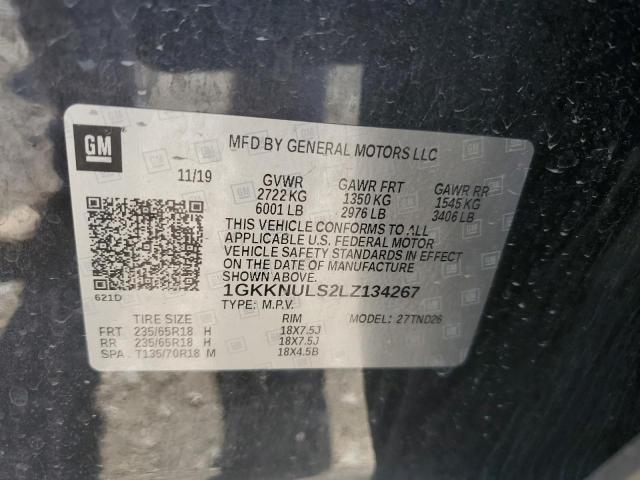 GM
MFD BY GENERAL MOTORS LLC
11/19
GVWR GAWR FRT GAWR RR
2722 KG 1350 KG 1545 KG
6001 LB 2976 LB 3406 LB
THIS VEHICLE CONFORMS TO ALL
APPLICABLE U.S. FEDERAL MOTOR
VEHICLE SAFETY STANDARDS IN EFFECT
ON THE DATE OF MANUFACTURE
SHOWN ABOVE.
1GKKNULS2LZ134267
621D
TYPE: M.P.V.
TIRE SIZE RIM MODEL: 27TND26
FRT 235/65R18 H 18X7.5J
RR 235/65R18 H 18X7.5J
SPA T135/70R18 M 18X4.5B